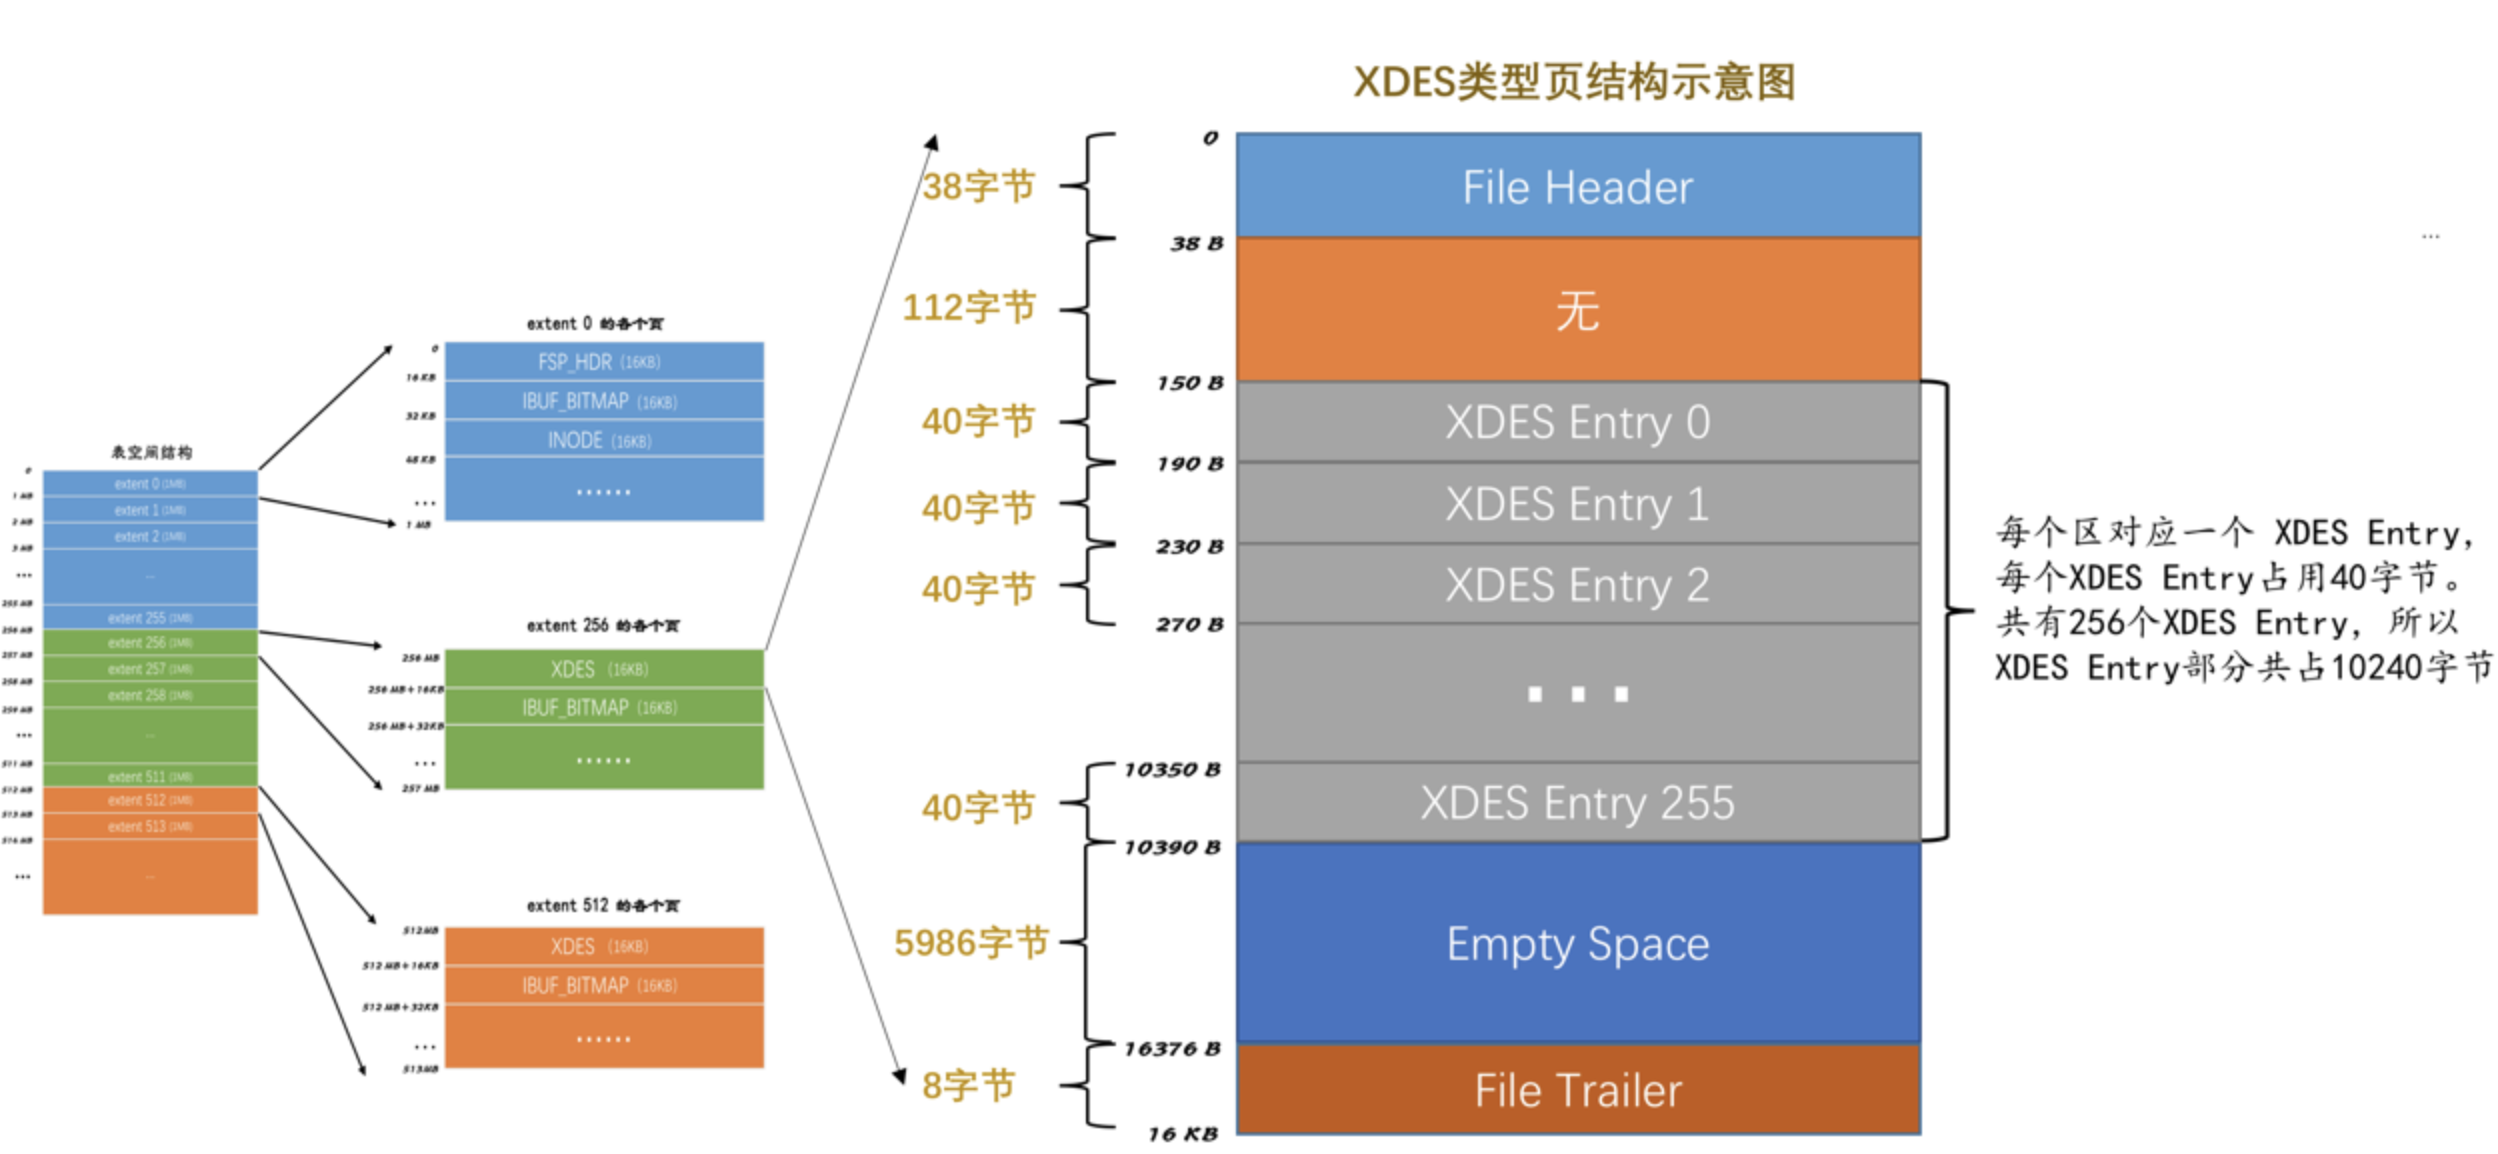 XDES类型页结构示意图
表空间结构
0
1 MB
2 MB
3 MB
...
255 MB
256 MB
257 MB
258 MB
259 MB
...
511 MB
512 MB
513 MB
514 MB
...
extent 0 (1MB)
extent 1 (1MB)
extent 2 (1MB)
...
extent 255 (1MB)
extent 256 (1MB)
extent 257 (1MB)
extent 258 (1MB)
...
extent 511 (1MB)
extent 512 (1MB)
extent 513 (1MB)
...
extent 0 的各个页
0
FSP_HDR (16KB)
16 KB
IBUF_BITMAP (16KB)
32 KB
INODE (16KB)
48 KB
......
...
1 MB
extent 256 的各个页
256 MB
XDES (16KB)
256 MB+16KB
IBUF_BITMAP (16KB)
256 MB+32KB
......
...
257 MB
extent 512 的各个页
512MB
XDES (16KB)
512 MB+16KB
IBUF_BITMAP (16KB)
512 MB+32KB
......
...
513MB
0
38字节
File Header
38 B
112字节
无
150 B
40字节
XDES Entry 0
190 B
40字节
XDES Entry 1
230 B
40字节
XDES Entry 2
270 B
...
10350 B
40字节
XDES Entry 255
10390 B
5986字节
Empty Space
16376 B
8字节
File Trailer
16 KB
...
每个区对应一个 XDES Entry，
每个XDES Entry占用40字节。
共有256个XDES Entry，所以
XDES Entry部分共占10240字节